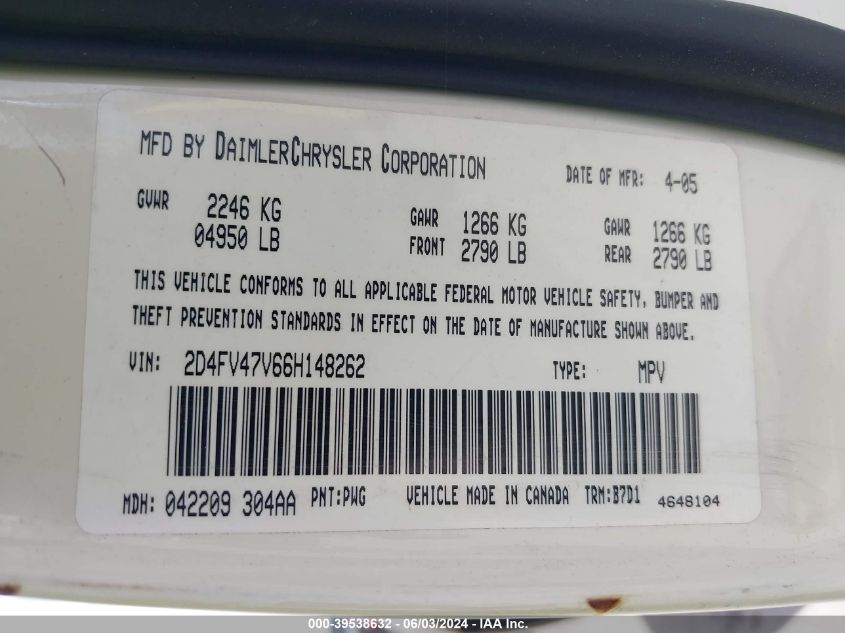 MFD BY DAIMLERCHRYSLER CORPORATION DATE OF MFR: 4-05
GVWR 2246 KG GAWR 1266 KG GAWR 1266 KG
04950 LB FRONT 2790 LB REAR 2790 LB
THIS VEHICLE CONFORMS TO ALL APPLICABLE FEDERAL MOTOR VEHICLE SAFETY, BUMPER AND
THEFT PREVENTION STANDARDS IN EFFECT ON THE DATE OF MANUFACTURE SHOWN ABOVE.
VIN: 2D4FV47V66H148262 TYPE: MPV
MDH: 042209 304AA PNT:PWG VEHICLE MADE IN CANADA TRM:B7D1 4648104
000-39538632 - 06/03/2024 - IAA Inc.